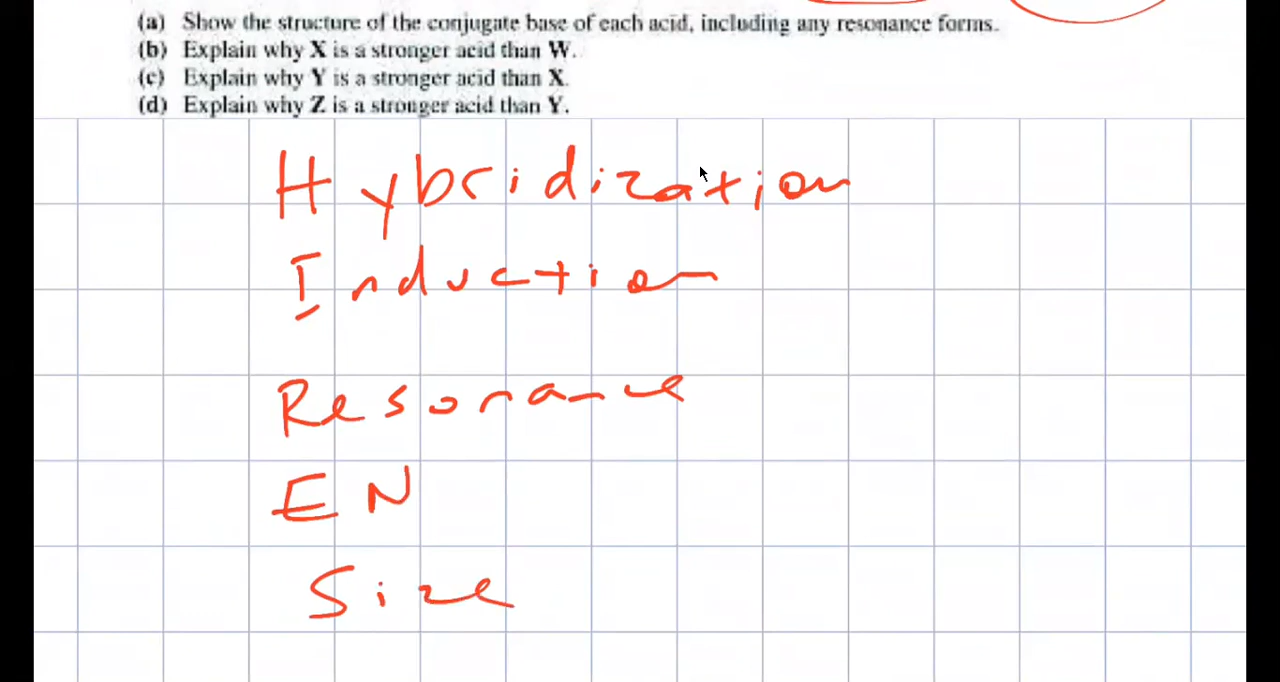 (a) Show the structure of the conjugate base of each acid, including any resonance forms.
(b) Explain why X is a stronger acid than W.
(c) Explain why Y is a stronger acid than X.
(d) Explain why Z is a stronger acid than Y.
Hybridization
Induction
Resonance
EN
Size